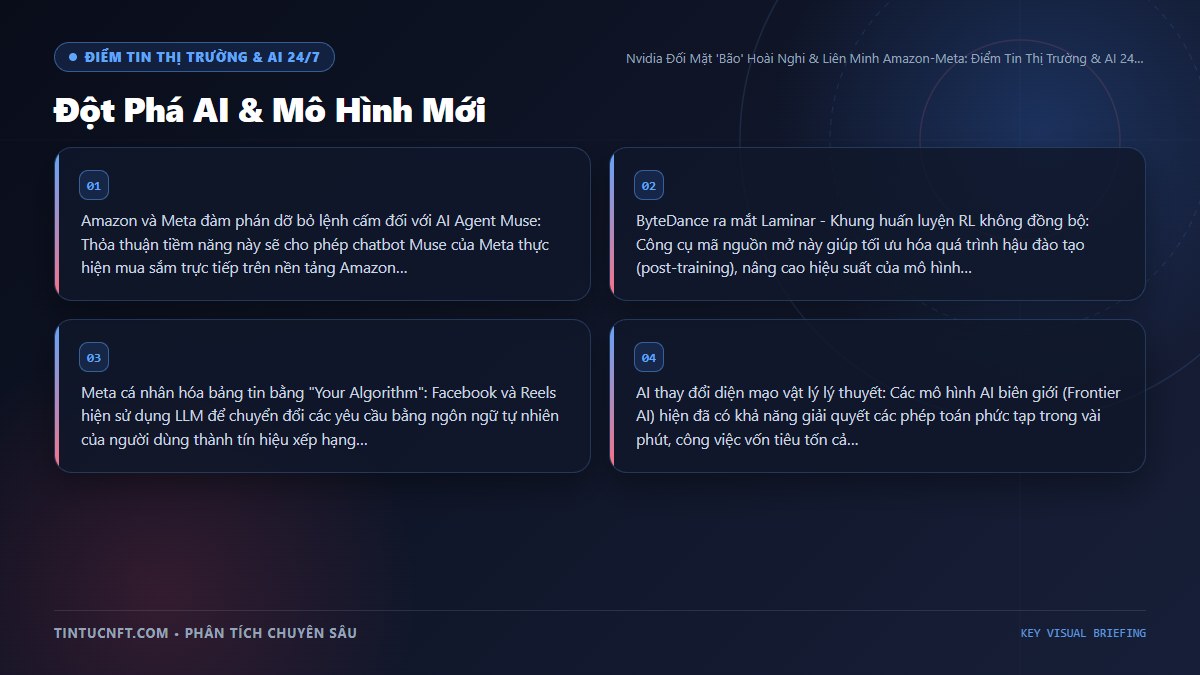 ĐIỂM TIN THỊ TRƯỜNG & AI 24/7
Nvidia Đối Mặt 'Bão' Hoài Nghi & Liên Minh Amazon-Meta: Điểm Tin Thị Trường & AI 24...
Đột Phá AI & Mô Hình Mới
01
Amazon và Meta đàm phán dỡ bỏ lệnh cấm đối với AI Agent Muse:
Thỏa thuận tiềm năng này sẽ cho phép chatbot Muse của Meta thực
hiện mua sắm trực tiếp trên nền tảng Amazon...
02
ByteDance ra mắt Laminar - Khung huấn luyện RL không đồng bộ:
Công cụ mã nguồn mở này giúp tối ưu hóa quá trình hậu đào tạo
(post-training), nâng cao hiệu suất của mô hình...
03
Meta cá nhân hóa bảng tin bằng "Your Algorithm": Facebook và Reels
hiện sử dụng LLM để chuyển đổi các yêu cầu bằng ngôn ngữ tự nhiên
của người dùng thành tín hiệu xếp hạng...
04
AI thay đổi diện mạo vật lý lý thuyết: Các mô hình AI biên giới (Frontier
AI) hiện đã có khả năng giải quyết các phép toán phức tạp trong vài
phút, công việc vốn tiêu tốn cả...
TINTUCNFT.COM • PHÂN TÍCH CHUYÊN SÂU
KEY VISUAL BRIEFING